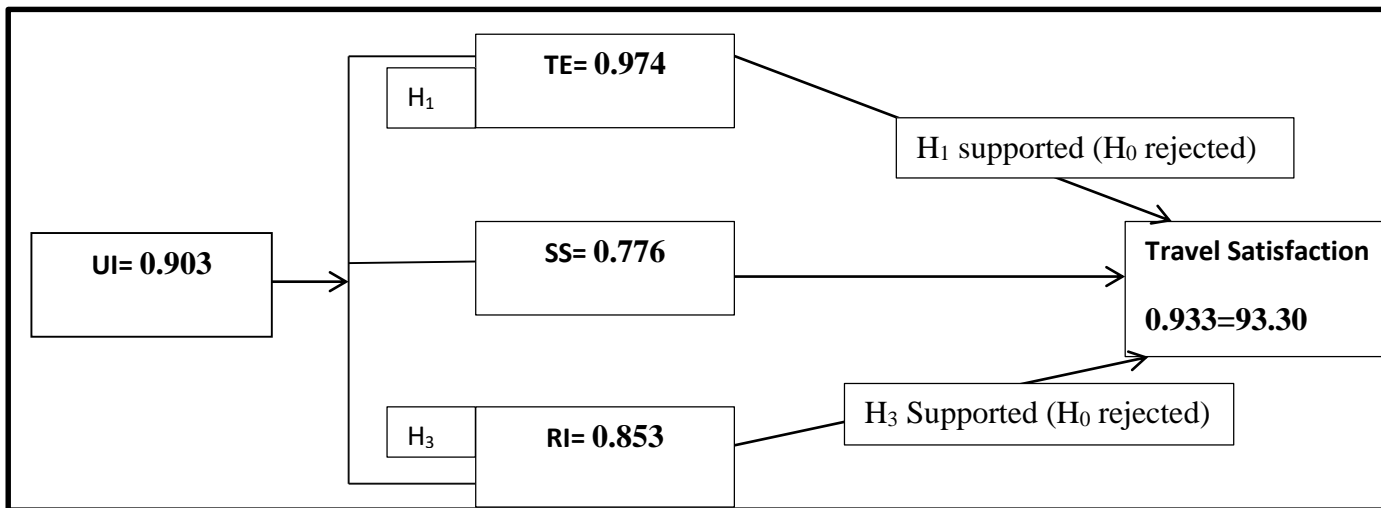 TE= 0.974
H₁
H₁ supported (H₀ rejected)
UI= 0.903
SS= 0.776
Travel Satisfaction
0.933=93.30
H₃
RI= 0.853
H₃ Supported (H₀ rejected)